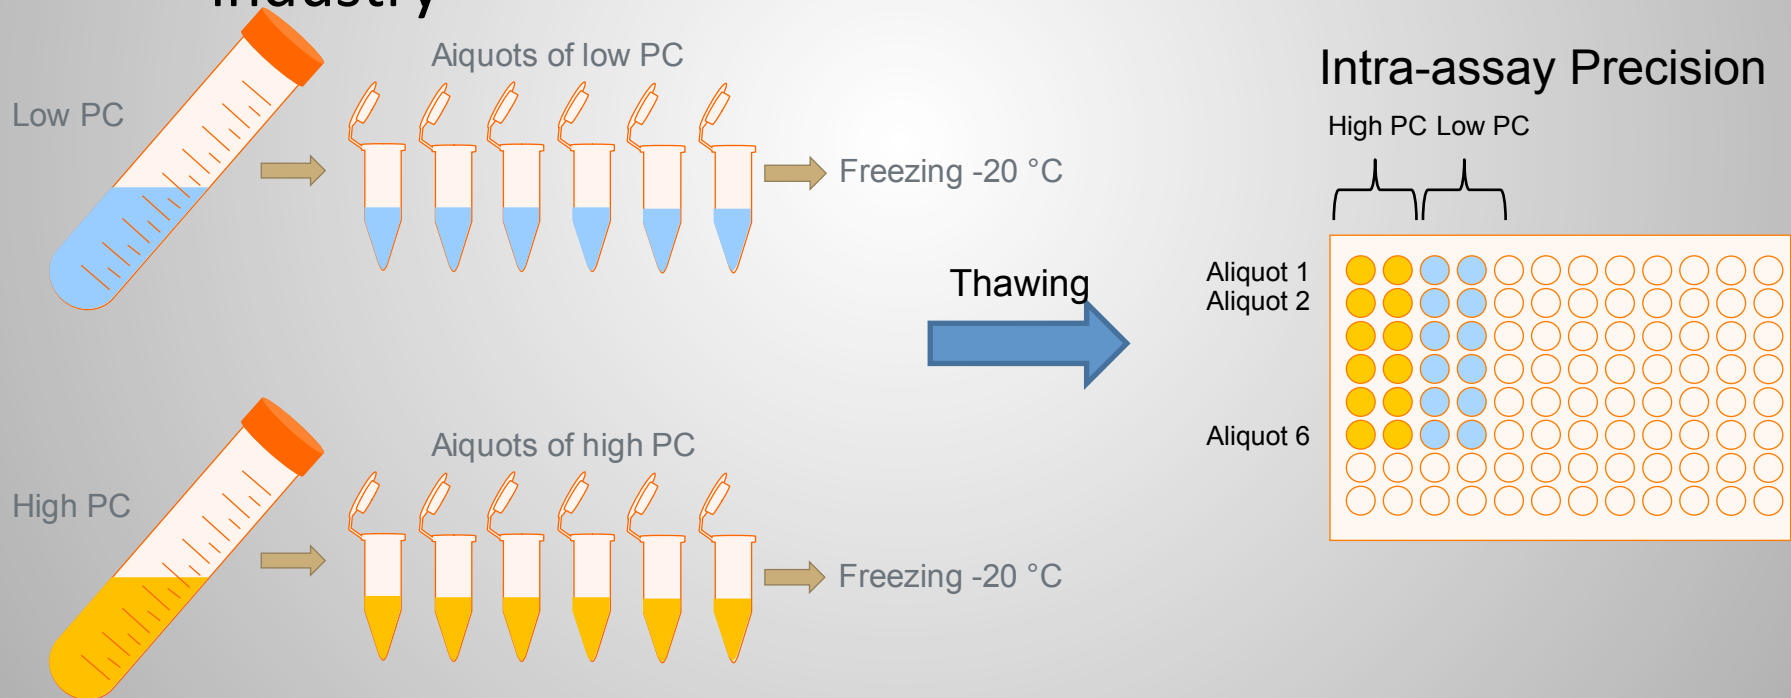 Industry
Aiquots of low PC
Low PC
Freezing -20 °C
Intra-assay Precision
High PC Low PC
Thawing
Aliquot 1
Aliquot 2
Aliquot 6
Aiquots of high PC
High PC
Freezing -20 °C